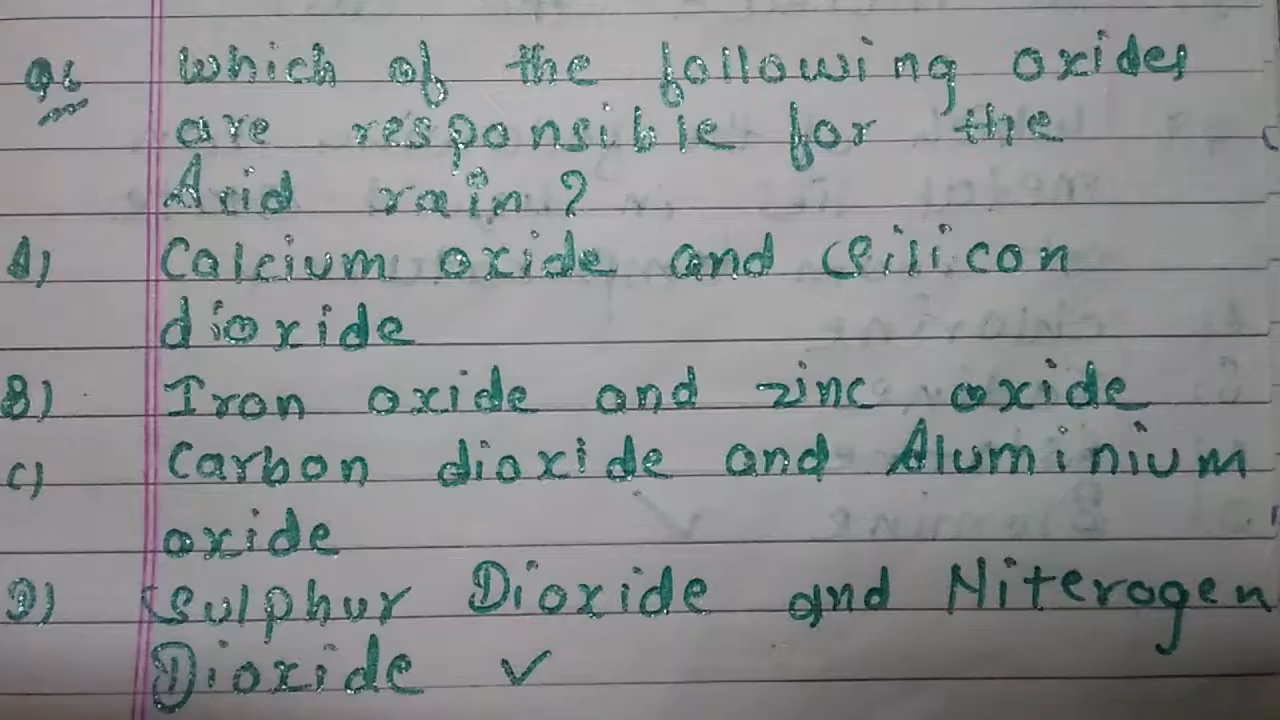 Q6 Which of the following oxides
are responsible for the
Acid rain?
A) Calcium oxide and Silicon
dioxide
B) Iron oxide and zinc oxide
C) Carbon dioxide and Aluminium
oxide
D) Sulphur Dioxide and Niterogen
Dioxide ✓